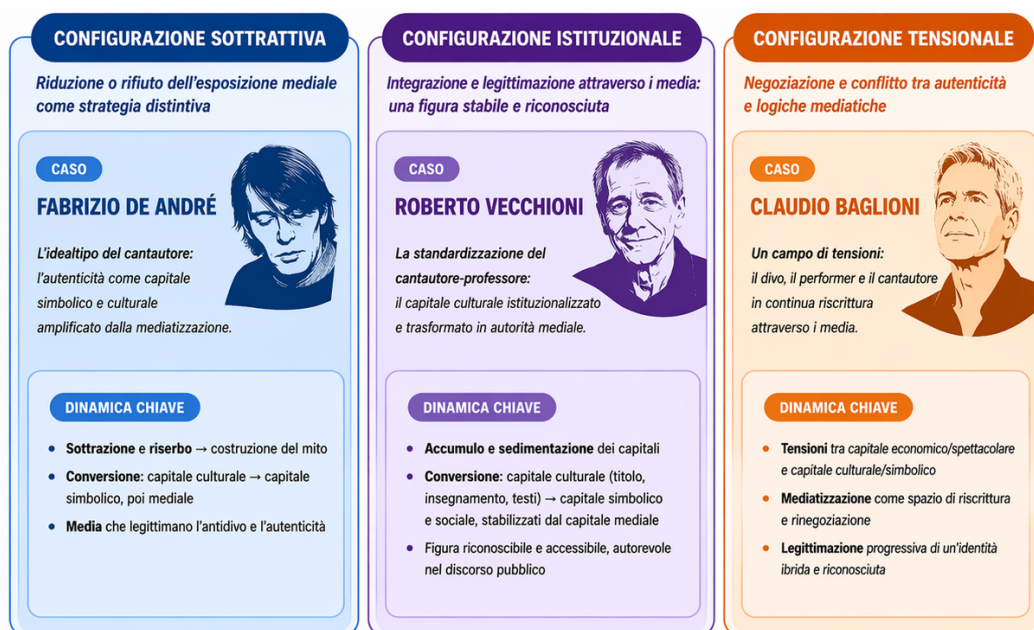 CONFIGURAZIONE SOTTRATTIVA
Riduzione o rifiuto dell'esposizione mediale
come strategia distintiva
CASO
FABRIZIO DE ANDRÉ
L'idealtipo del cantautore:
l'autenticità come capitale
simbolico e culturale
amplificato dalla mediatizzazione.
DINAMICA CHIAVE
• Sottrazione e riserbo → costruzione del mito
• Conversione: capitale culturale → capitale
simbolico, poi mediale
• Media che legittimano l'antidivo e l'autenticità
CONFIGURAZIONE ISTITUZIONALE
Integrazione e legittimazione attraverso i media:
una figura stabile e riconosciuta
CASO
ROBERTO VECCHIONI
La standardizzazione del
cantautore-professore:
il capitale culturale istituzionalizzato
e trasformato in autorità mediale.
DINAMICA CHIAVE
• Accumulo e sedimentazione dei capitali
• Conversione: capitale culturale (titolo,
insegnamento, testi) → capitale simbolico
e sociale, stabilizzati dal capitale mediale
• Figura riconoscibile e accessibile, autorevole
nel discorso pubblico
CONFIGURAZIONE TENSIONALE
Negoziazione e conflitto tra autenticità
e logiche mediatiche
CASO
CLAUDIO BAGLIONI
Un campo di tensioni:
il divo, il performer e il cantautore
in continua riscrittura
attraverso i media.
DINAMICA CHIAVE
• Tensioni tra capitale economico/spettacolare
e capitale culturale/simbolico
• Mediatizzazione come spazio di riscrittura
e rinegoziazione
• Legittimazione progressiva di un'identità
ibrida e riconosciuta